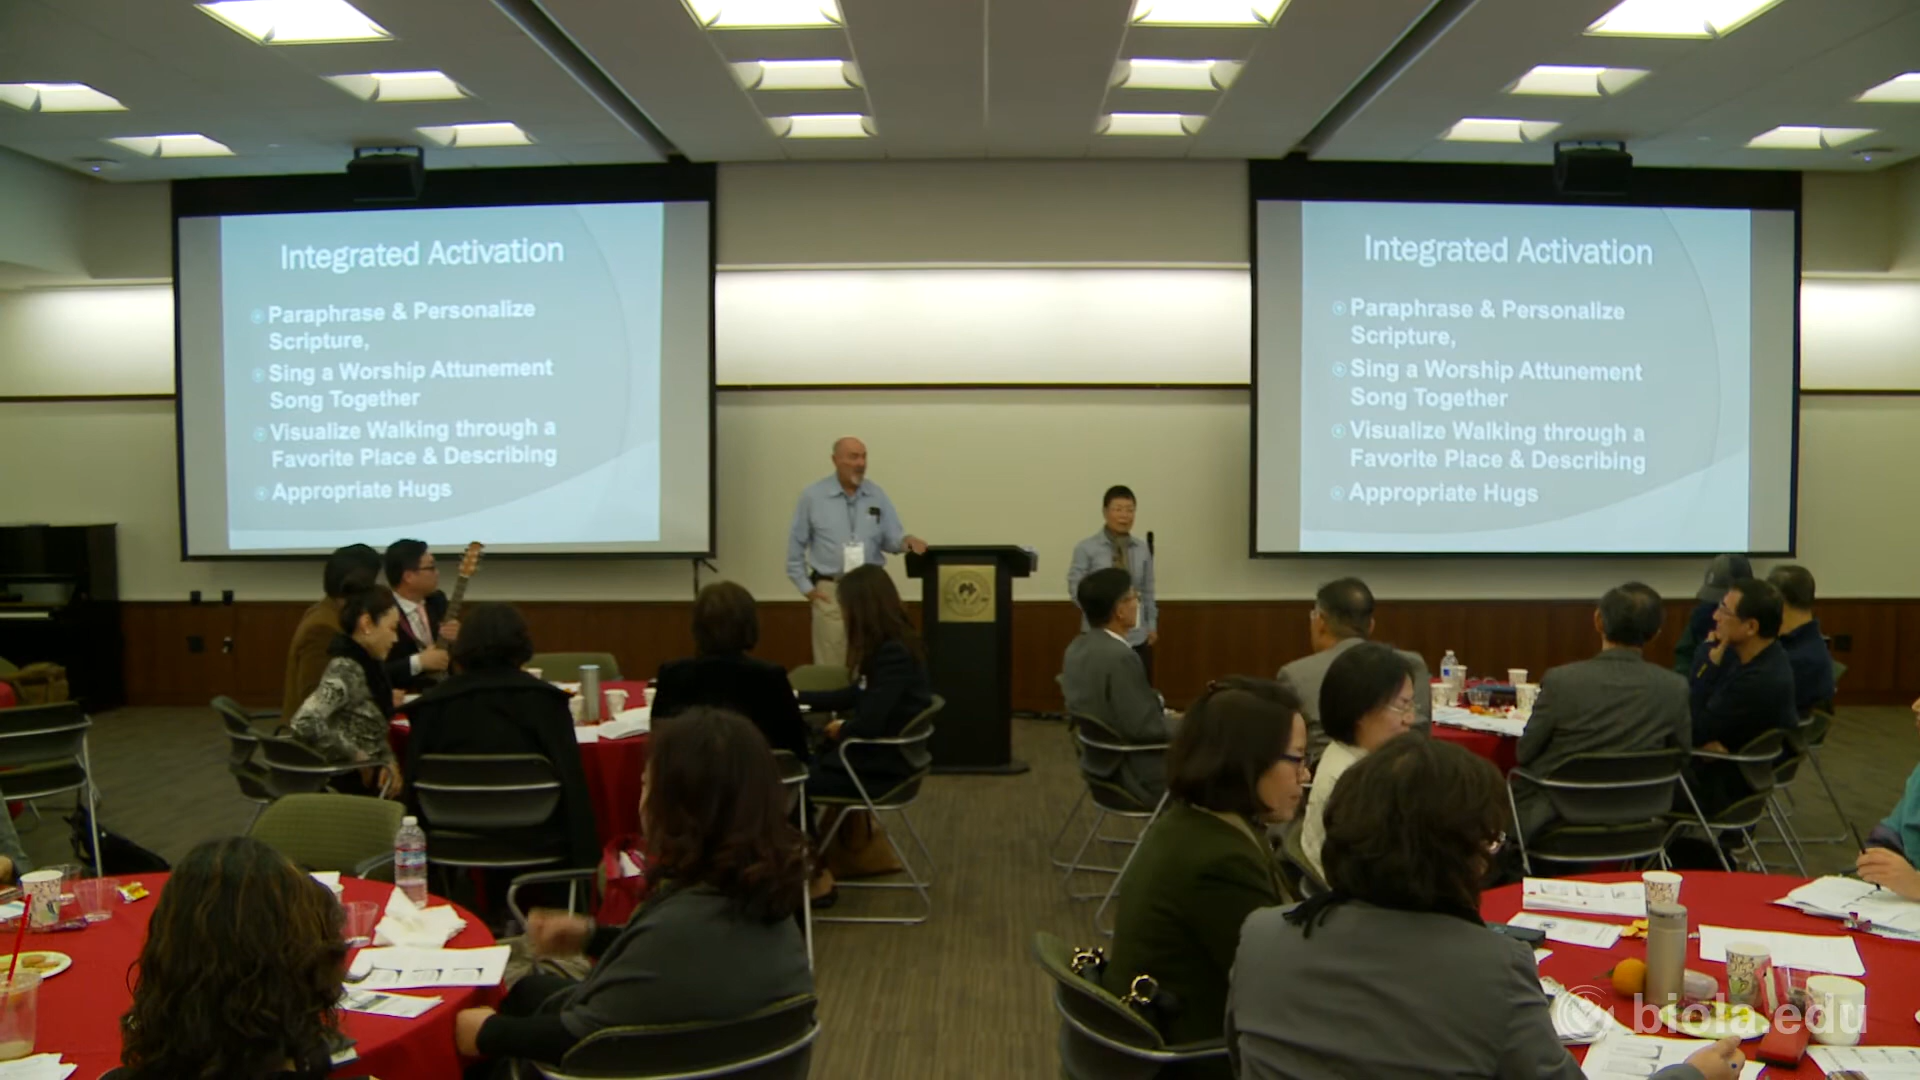 Integrated Activation
Paraphrase & Personalize
Scripture,
Sing a Worship Attunement
Song Together
Visualize Walking through a
Favorite Place & Describing
Appropriate Hugs
Integrated Activation
Paraphrase & Personalize
Scripture,
Sing a Worship Attunement
Song Together
Visualize Walking through a
Favorite Place & Describing
Appropriate Hugs
biola.edu